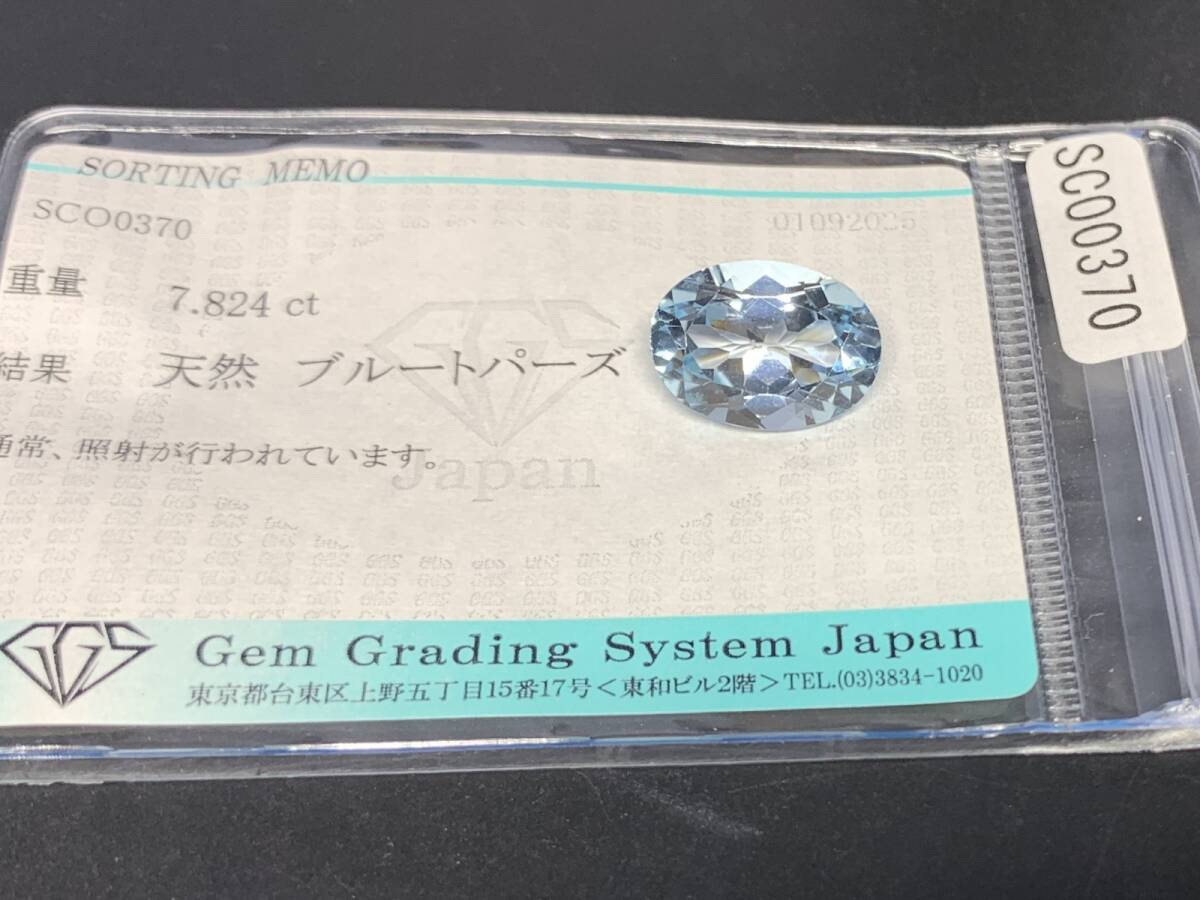 SORTING MEMO
SCO0370 01092025
重量 7.824 ct
結果 天然 ブルートパーズ
通常、照射が行われています。
GGS
Japan
GGS
Gem Grading System Japan
東京都台東区上野五丁目15番17号<東和ビル2階>TEL.(03)3834-1020
SCO0370